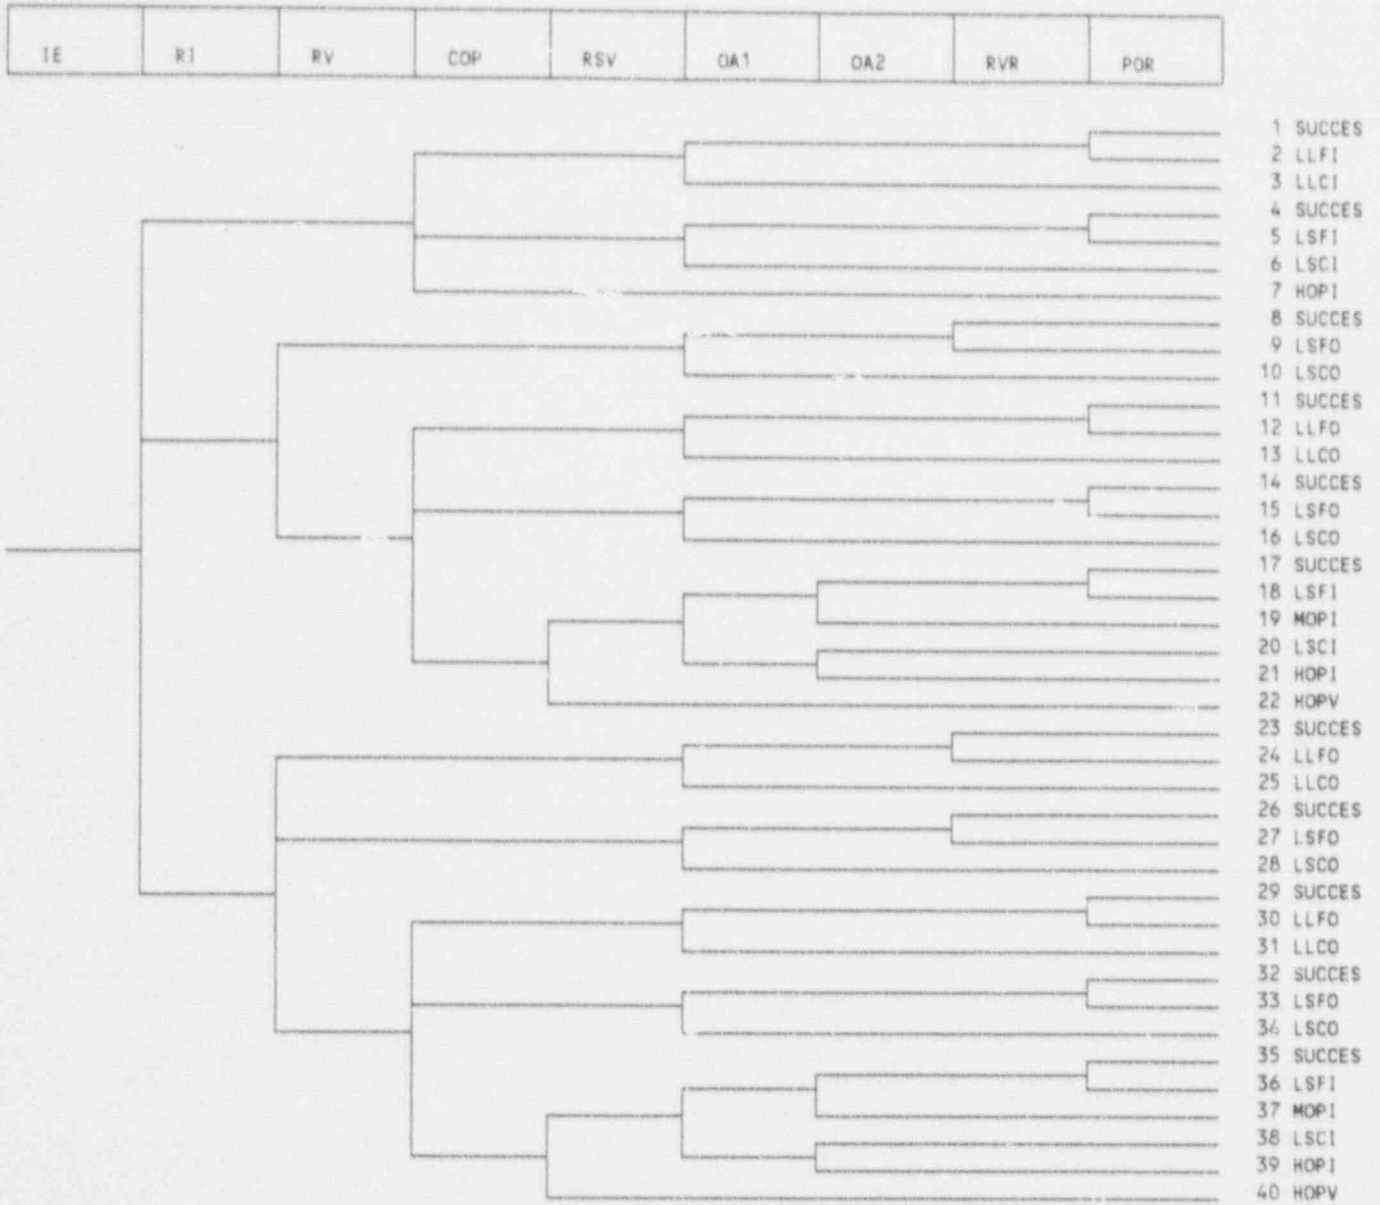 IE RI RV COP RSV OA1 OA2 RVR POR
1 SUCCES
2 LLFI
3 LLCI
4 SUCCES
5 LSFI
6 LSCI
7 HOPI
8 SUCCES
9 LSFO
10 LSCO
11 SUCCES
12 LLFO
13 LLCO
14 SUCCES
15 LSFO
16 LSCO
17 SUCCES
18 LSFI
19 MOPI
20 LSCI
21 HOPI
22 HOPV
23 SUCCES
24 LLFO
25 LLCO
26 SUCCES
27 LSFO
28 LSCO
29 SUCCES
30 LLFO
31 LLCO
32 SUCCES
33 LSFO
34 LSCO
35 SUCCES
36 LSFI
37 MOPI
38 LSCI
39 HOPI
40 HOPV